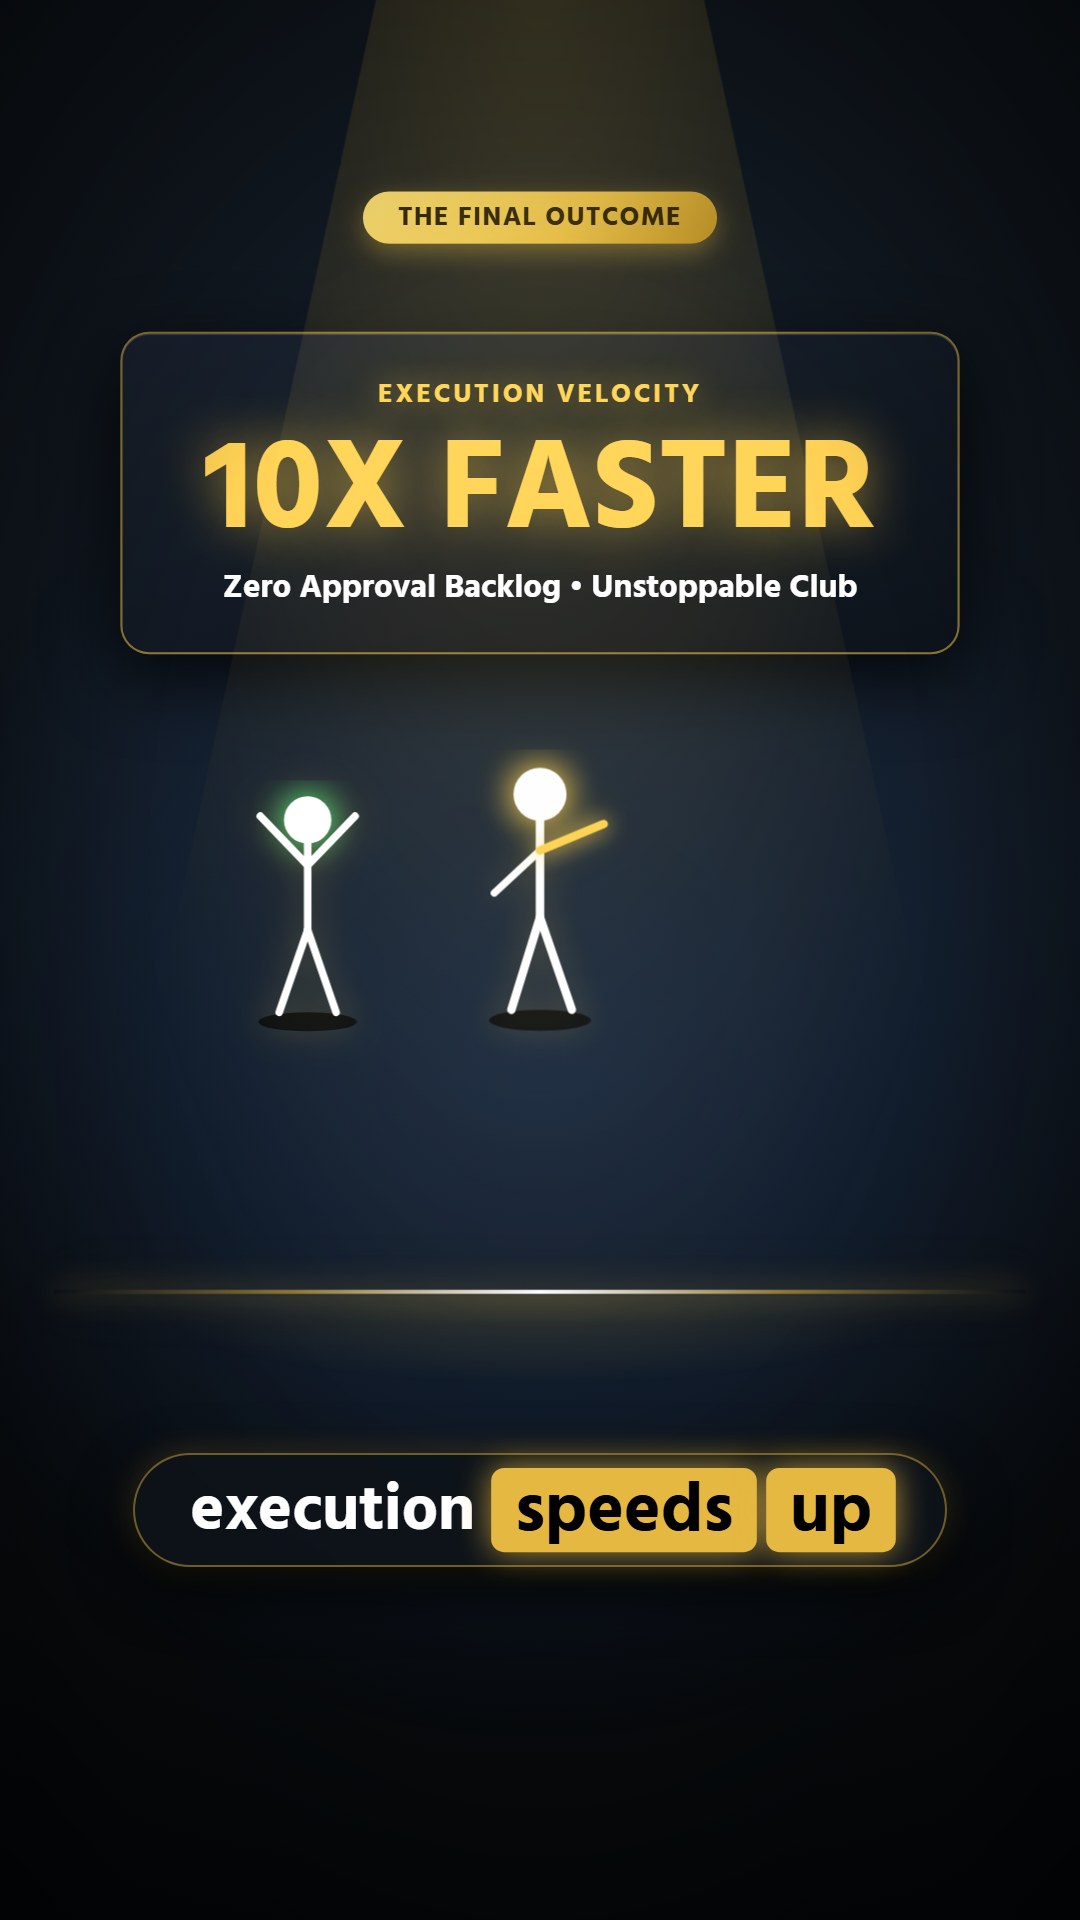 THE FINAL OUTCOME
EXECUTION VELOCITY
10X FASTER
Zero Approval Backlog • Unstoppable Club
execution speeds up